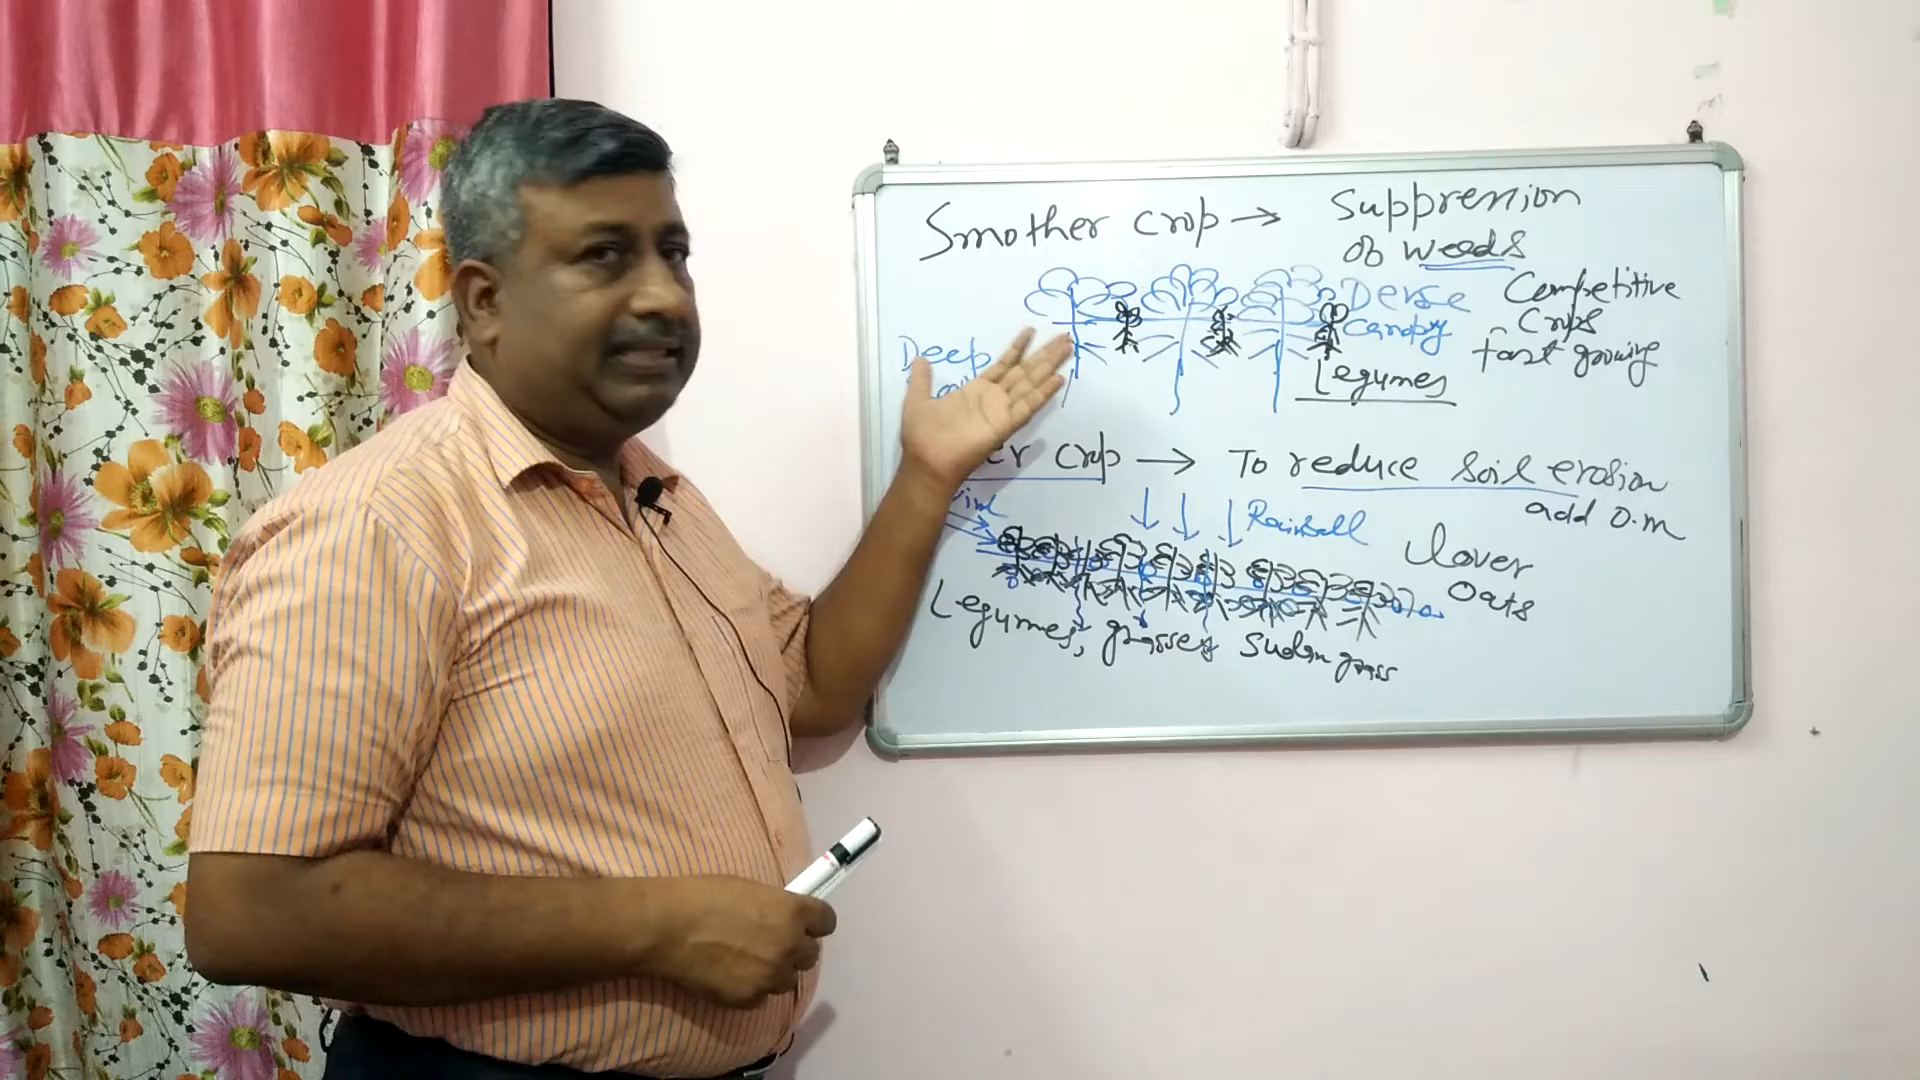 Smother crop → Suppression
of weeds
Dense Competitive
canopy Crops
Deep fast growing
Legumes
crop → To reduce soil erosion
add O.M
Rainfall
Clover
Oats
Legumes, grasses Sudan grass